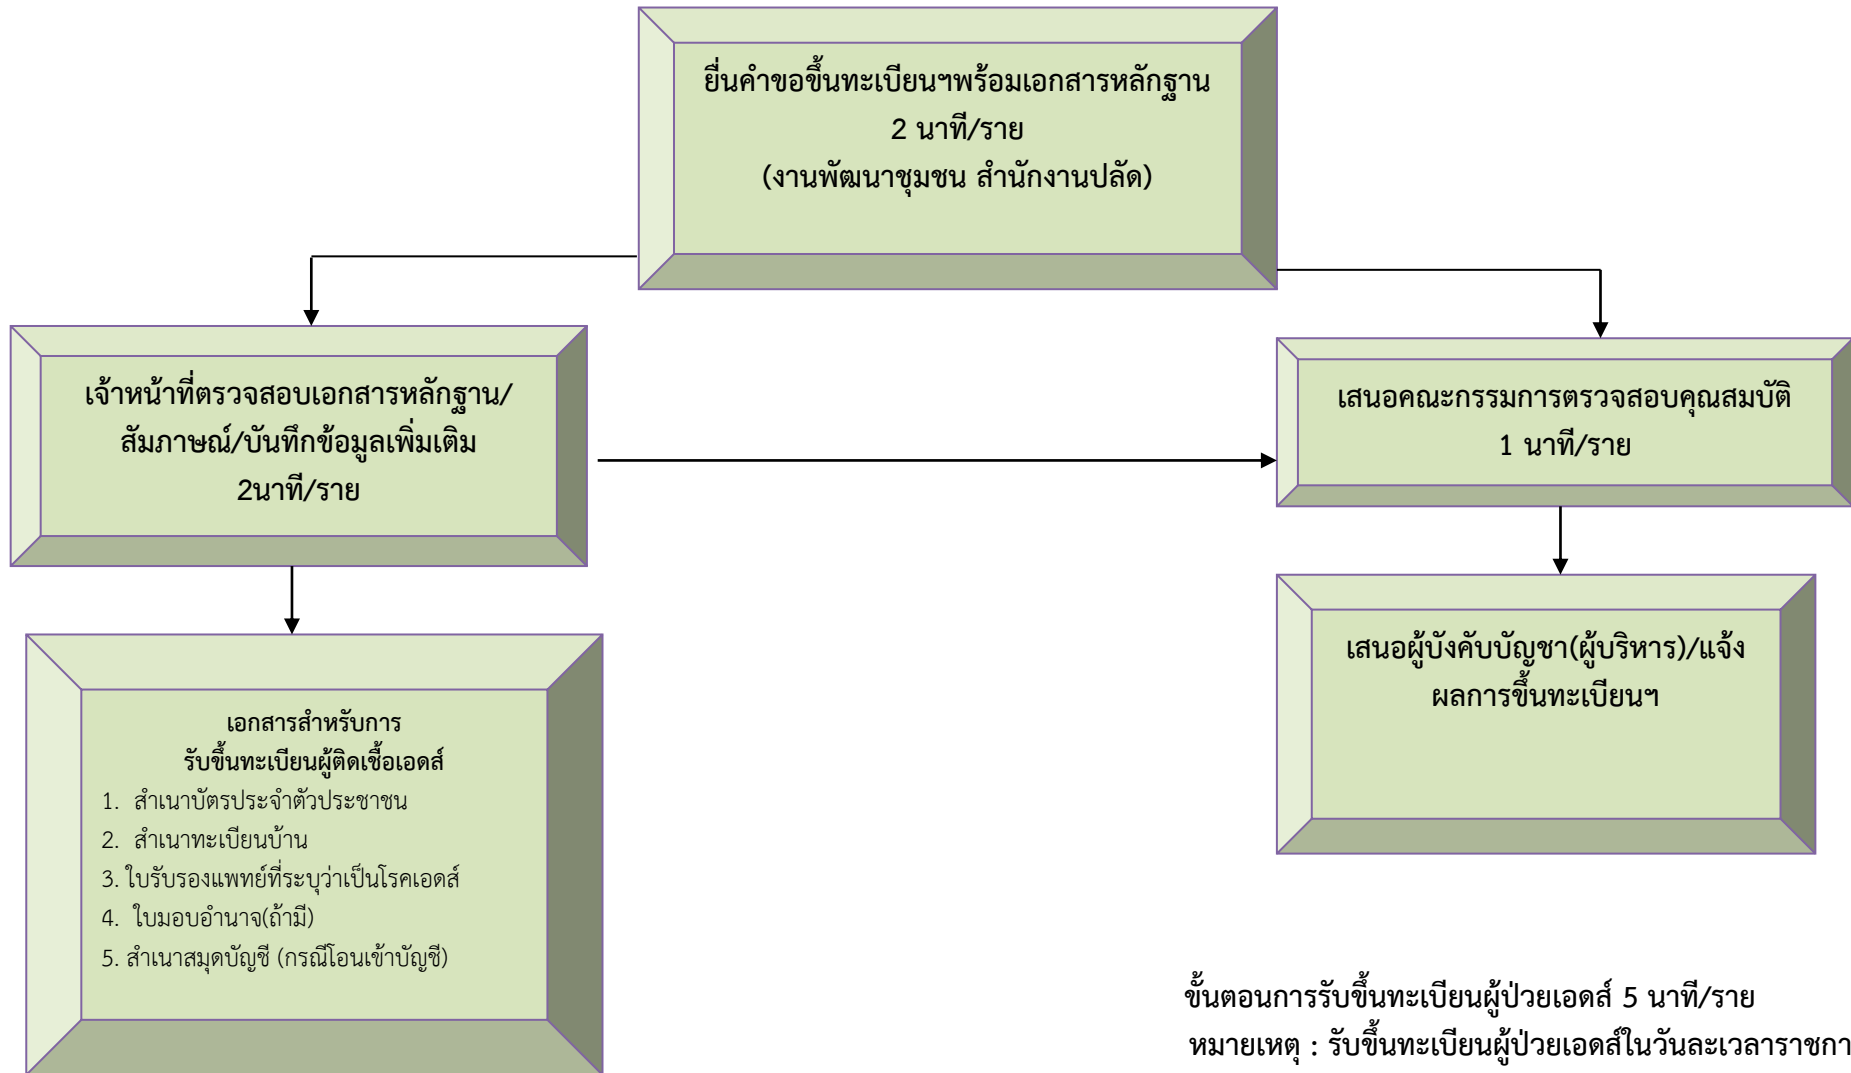 ยื่นคำขอขึ้นทะเบียนฯพร้อมเอกสารหลักฐาน
2 นาที/ราย
(งานพัฒนาชุมชน สำนักงานปลัด)
เจ้าหน้าที่ตรวจสอบเอกสารหลักฐาน/
สัมภาษณ์/บันทึกข้อมูลเพิ่มเติม
2นาที/ราย
เสนอคณะกรรมการตรวจสอบคุณสมบัติ
1 นาที/ราย
เสนอผู้บังคับบัญชา(ผู้บริหาร)/แจ้ง
ผลการขึ้นทะเบียนฯ
เอกสารสำหรับการ
รับขึ้นทะเบียนผู้ติดเชื้อเอดส์
1. สำเนาบัตรประจำตัวประชาชน
2. สำเนาทะเบียนบ้าน
3. ใบรับรองแพทย์ที่ระบุว่าเป็นโรคเอดส์
4. ใบมอบอำนาจ(ถ้ามี)
5. สำเนาสมุดบัญชี (กรณีโอนเข้าบัญชี)
ขั้นตอนการรับขึ้นทะเบียนผู้ป่วยเอดส์ 5 นาที/ราย
หมายเหตุ : รับขึ้นทะเบียนผู้ป่วยเอดส์ในวันละเวลาราชกา